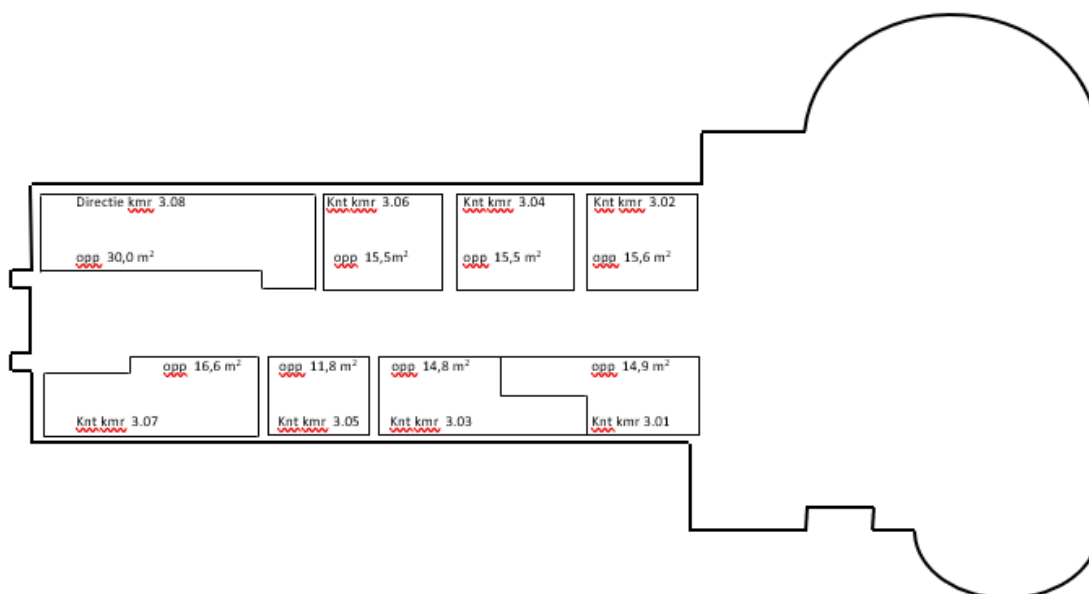 Directie kmr 3.08
opp 30,0 m²
Knt kmr 3.06
opp 15,5m²
Knt kmr 3.04
opp 15,5 m²
Knt kmr 3.02
opp 15,6 m²
opp 16,6 m²
Knt kmr 3.07
opp 11,8 m²
Knt kmr 3.05
opp 14,8 m²
Knt kmr 3.03
opp 14,9 m²
Knt kmr 3.01